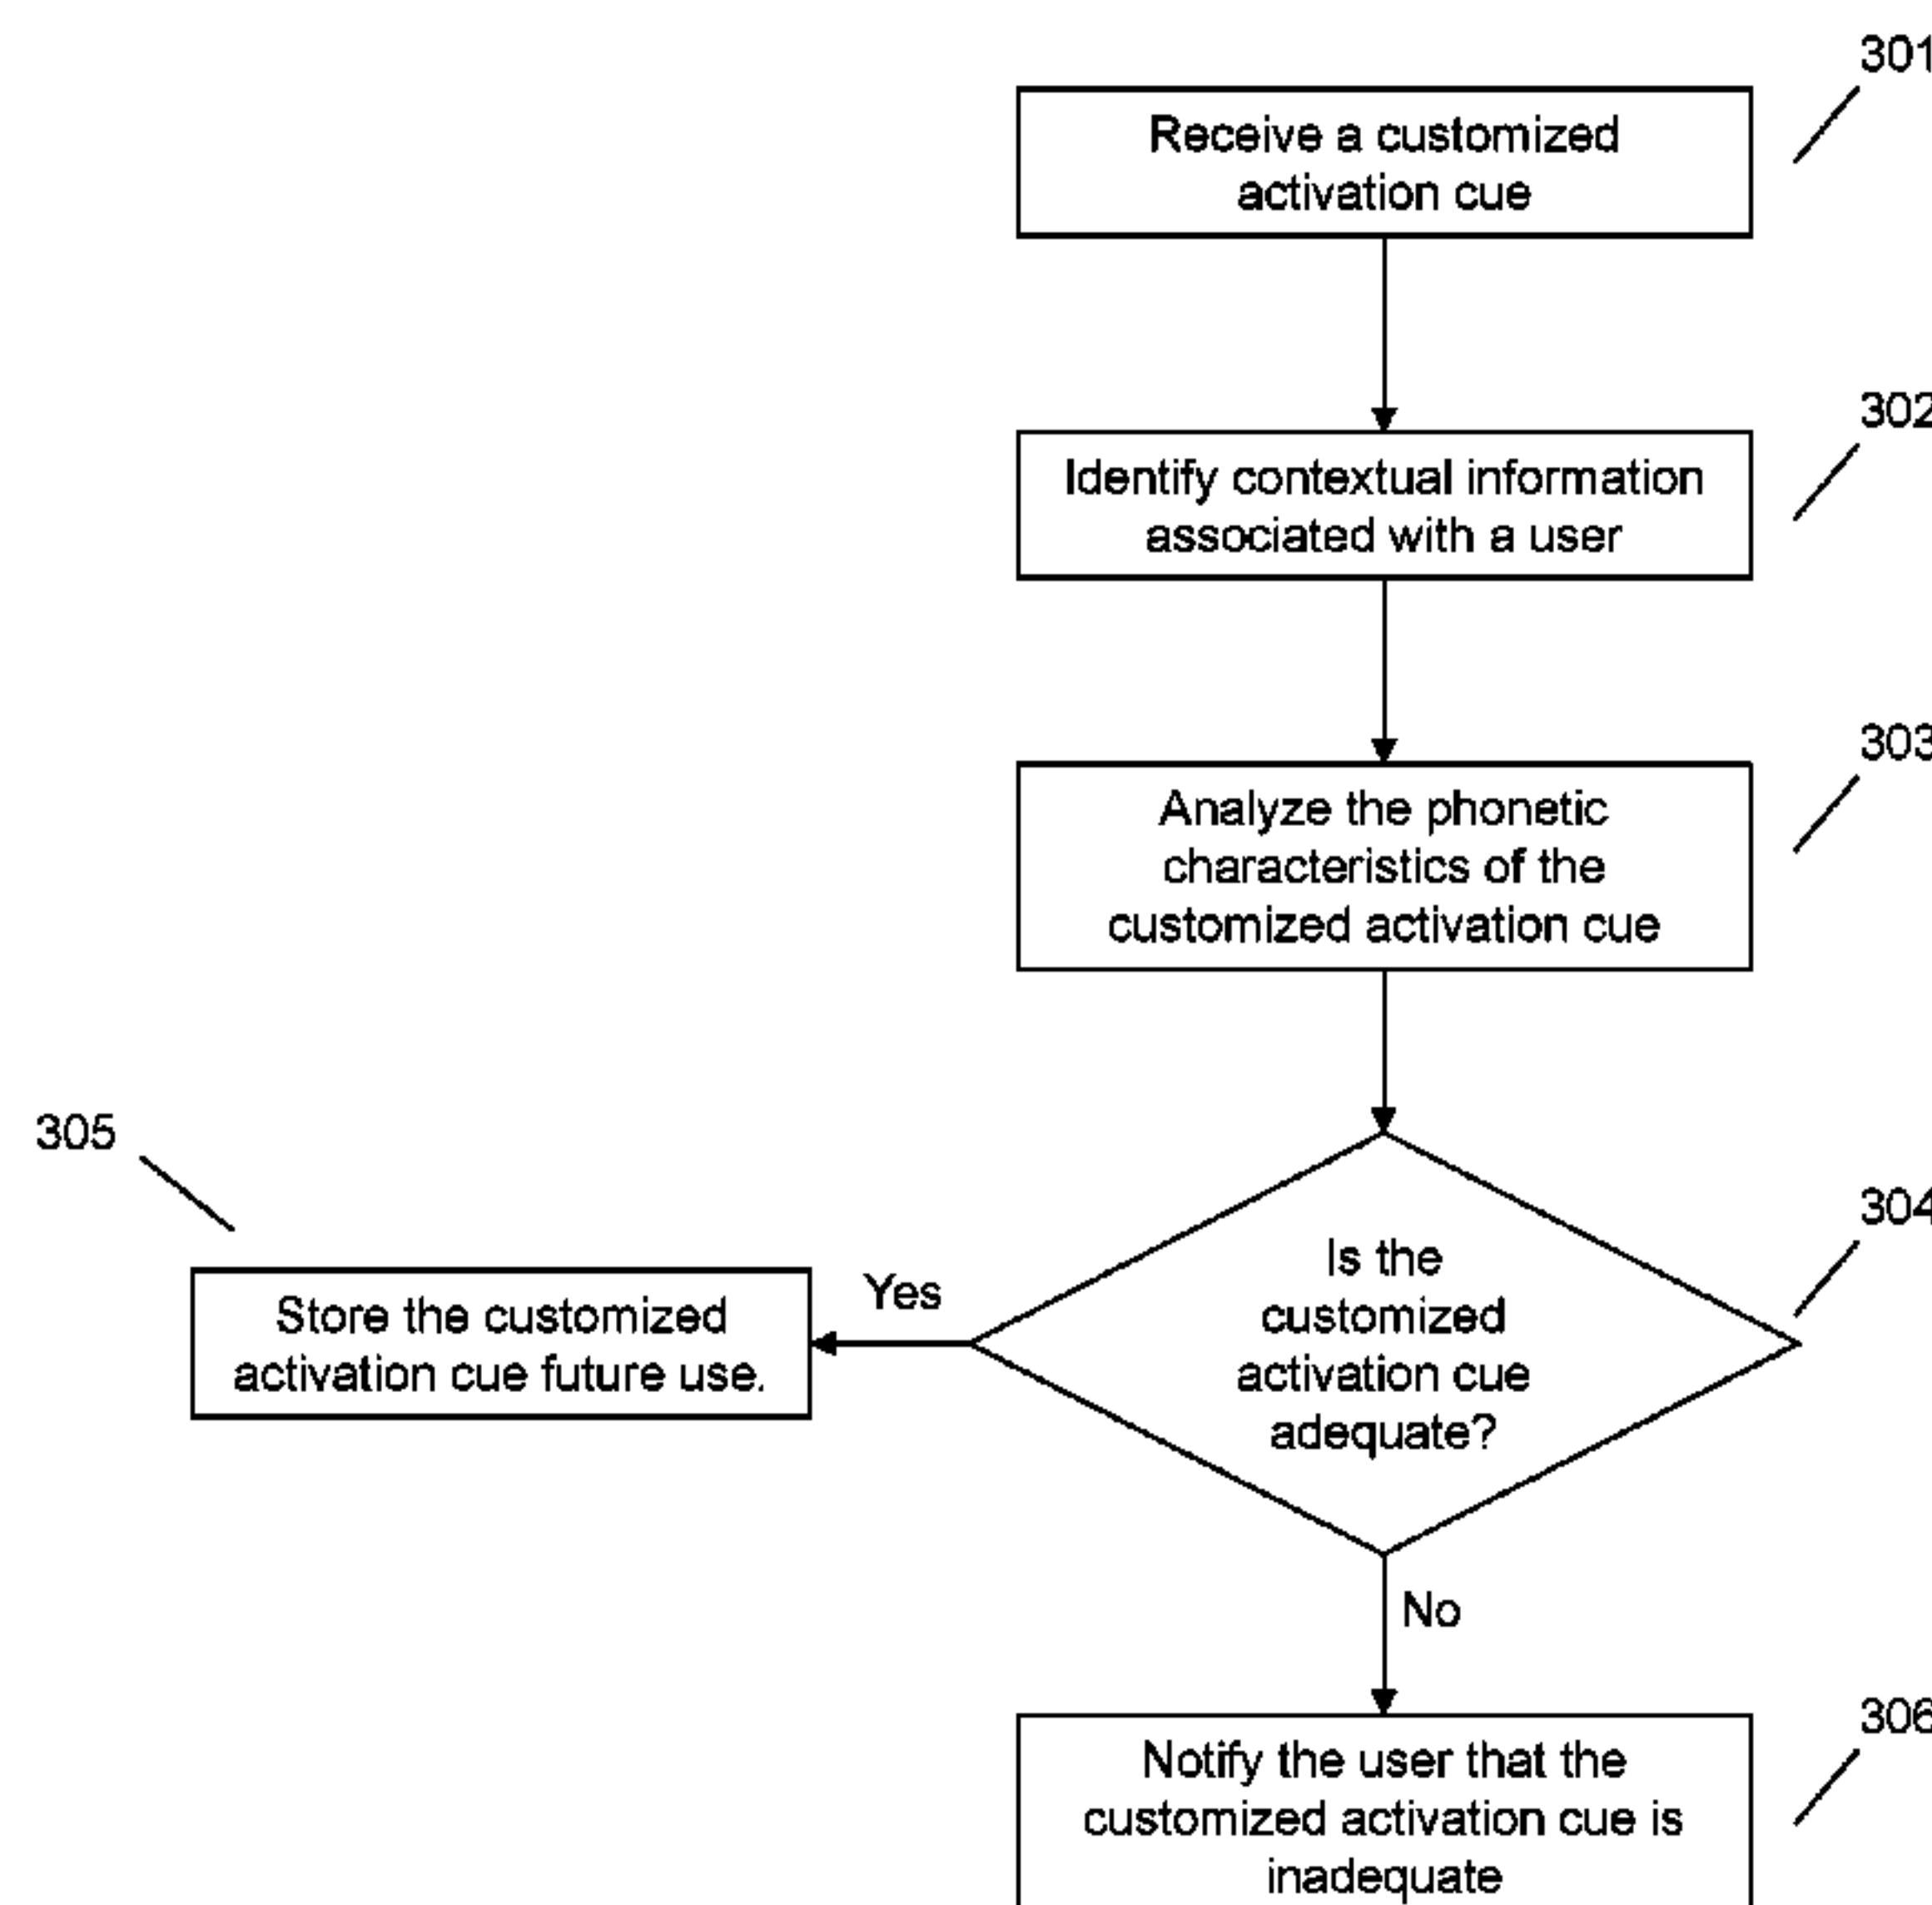 301
Receive a customized
activation cue
302
Identify contextual information
associated with a user
303
Analyze the phonetic
characteristics of the
customized activation cue
305
304
Is the
customized
activation cue
adequate?
Yes
Store the customized
activation cue future use.
No
306
Notify the user that the
customized activation cue is
inadequate